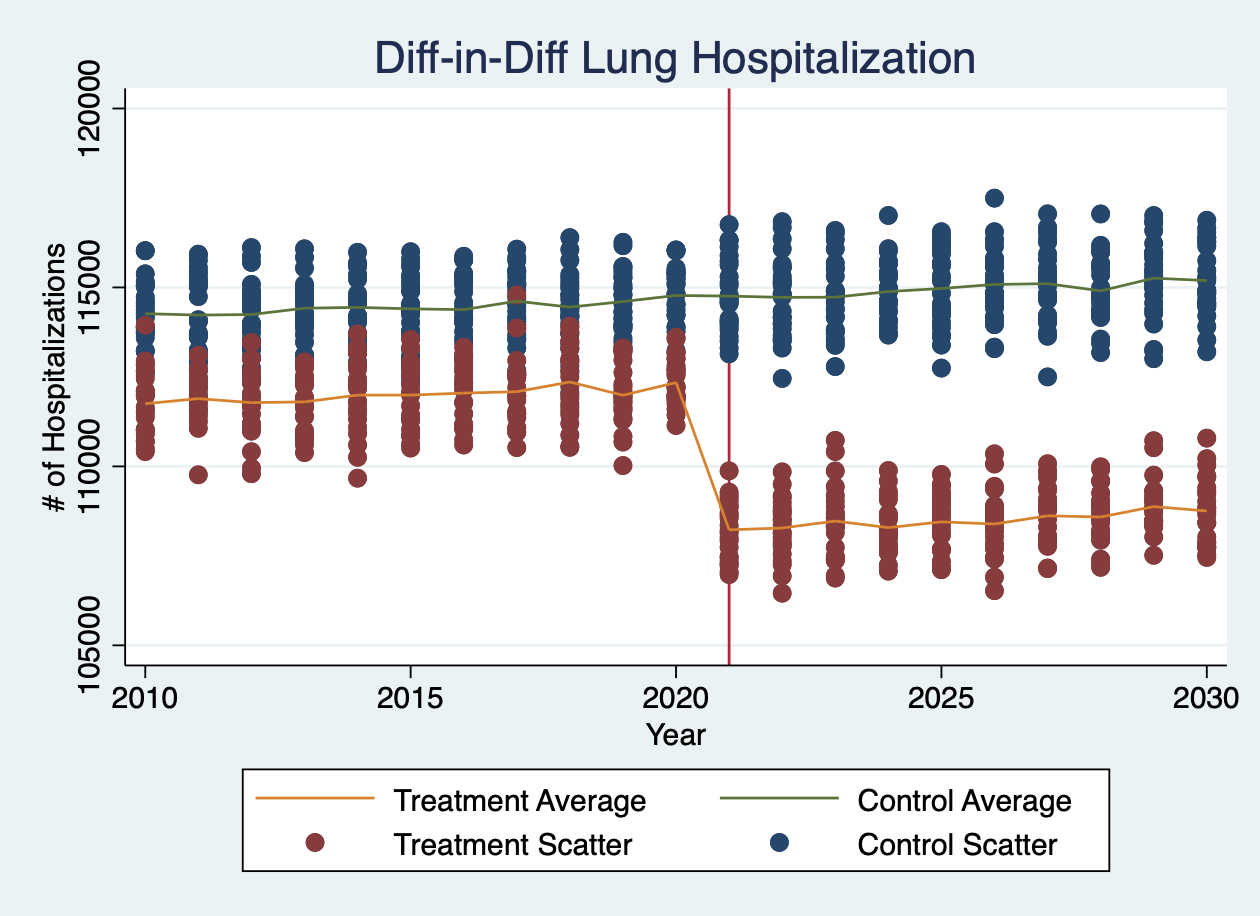 Diff-in-Diff Lung Hospitalization
120000
115000
110000
105000
# of Hospitalizations
2010 2015 2020 2025 2030
Year
Treatment Average Control Average
Treatment Scatter Control Scatter